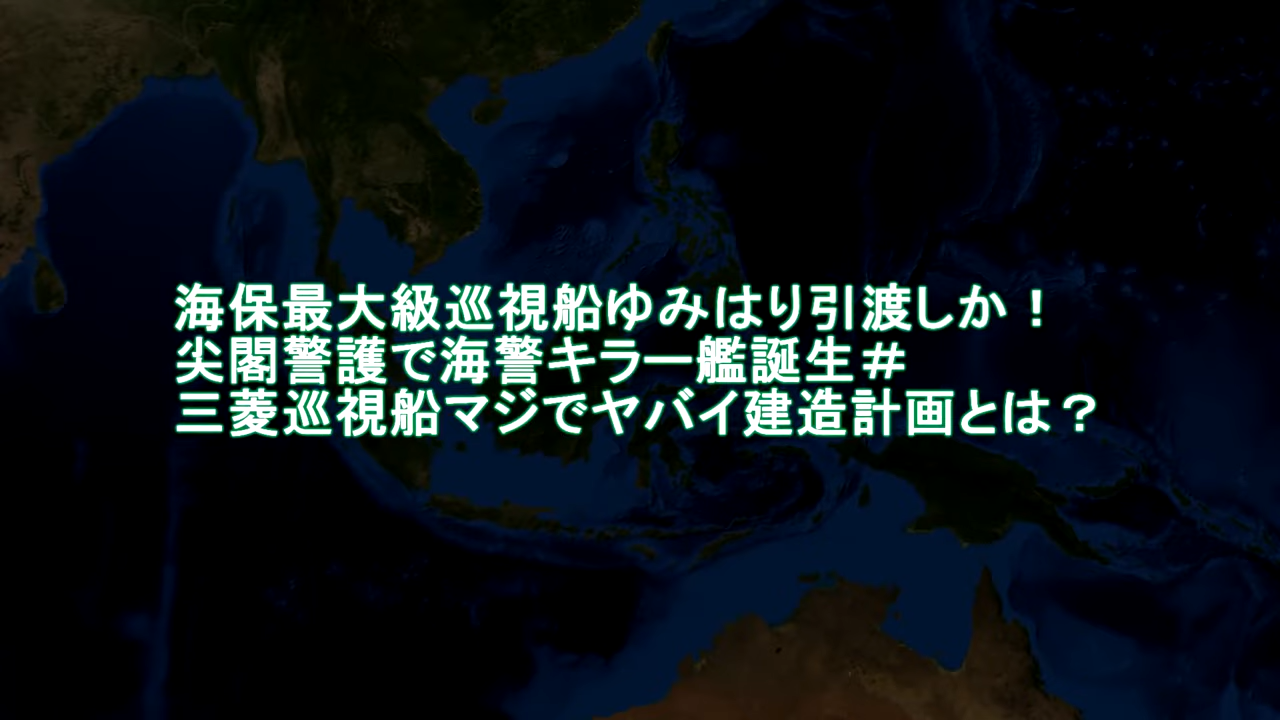 海保最大級巡視船ゆみはり引渡しか！
尖閣警護で海警キラー艦誕生＃
三菱巡視船マジでヤバイ建造計画とは？